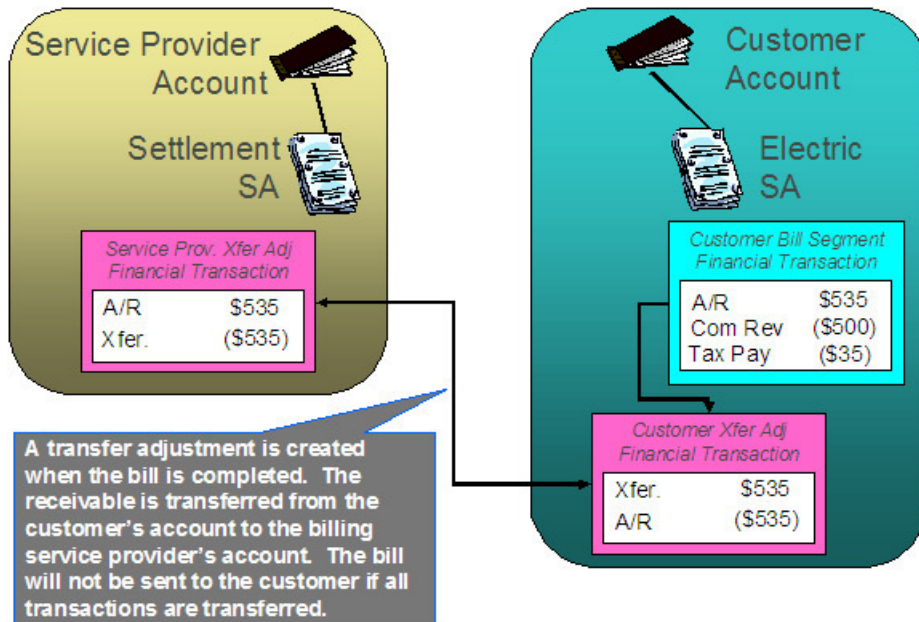 Service Provider
Account
Settlement
SA
Service Prov. Xfer Adj
Financial Transaction
A/R $535
Xfer. ($535)
Customer
Account
Electric
SA
Customer Bill Segment
Financial Transaction
A/R $535
Com Rev ($500)
Tax Pay ($35)
Customer Xfer Adj
Financial Transaction
Xfer. $535
A/R ($535)
A transfer adjustment is created
when the bill is completed. The
receivable is transferred from the
customer's account to the billing
service provider's account. The bill
will not be sent to the customer if all
transactions are transferred.